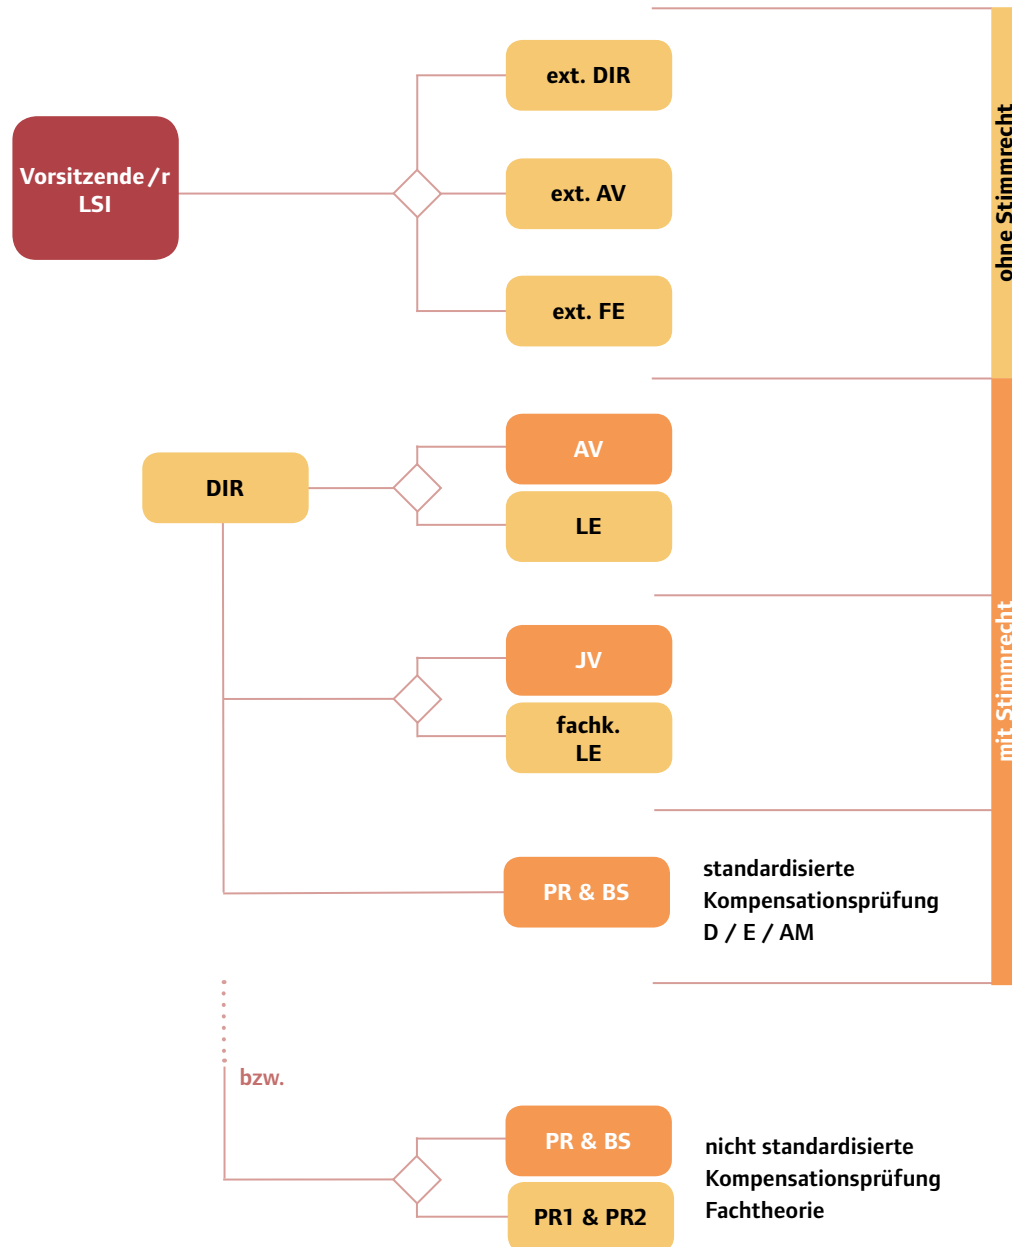 ext. DIR
Vorsitzende/r
LSI
ext. AV
ext. FE
ohne Stimmrecht
AV
DIR
LE
JV
fachk.
LE
mit Stimmrecht
PR & BS
standardisierte
Kompensationsprüfung
D / E / AM
bzw.
PR & BS
nicht standardisierte
Kompensationsprüfung
Fachtheorie
PR1 & PR2